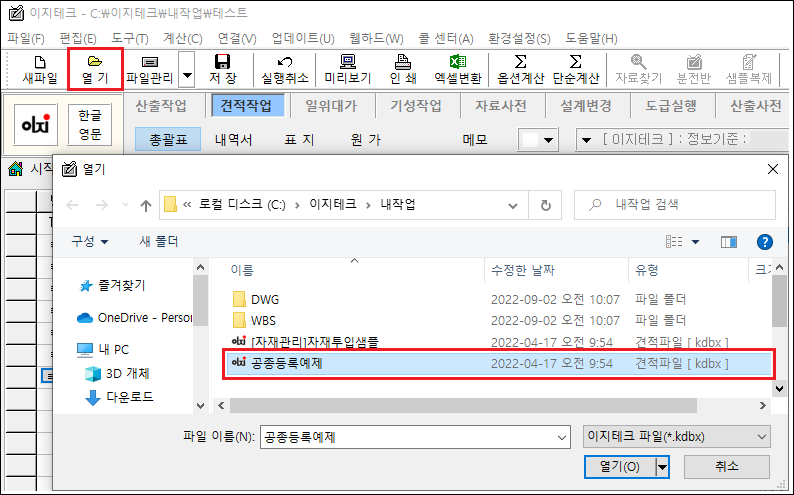 이지테크 - C:₩이지테크₩내작업₩테스트
파일(F) 편집(E) 도구(T) 계산(C) 연결(V) 업데이트(U) 웹하드(W) 콜 센터(A) 환경설정(S) 도움말(H)
새파일 열 기 파일관리 저 장 실행취소 미리보기 인 쇄 엑셀변환 옵션계산 단순계산 자료찾기 분전반 샘플복제
한글
영문
산출작업 견적작업 일위대가 기성작업 자료사전 설계변경 도급실행 산출사전
총괄표 내역서 표 지 원 가 메모 [ 이지테크 ] : 정보기준 :
시작
열기
로컬 디스크 (C:) 이지테크 내작업
내작업 검색
구성 새 폴더
이름 수정한 날짜 유형 크기
즐겨찾기
OneDrive - Person
내 PC
3D 개체
다운로드
DWG 2022-09-02 오전 10:07 파일 폴더
WBS 2022-09-02 오전 10:07 파일 폴더
[자재관리]자재투입샘플 2022-04-17 오전 9:54 견적파일 [ kdbx ]
공종등록예제 2022-04-17 오전 9:54 견적파일 [ kdbx ]
파일 이름(N): 공종등록예제 이지테크 파일(*.kdbx)
열기(O) 취소